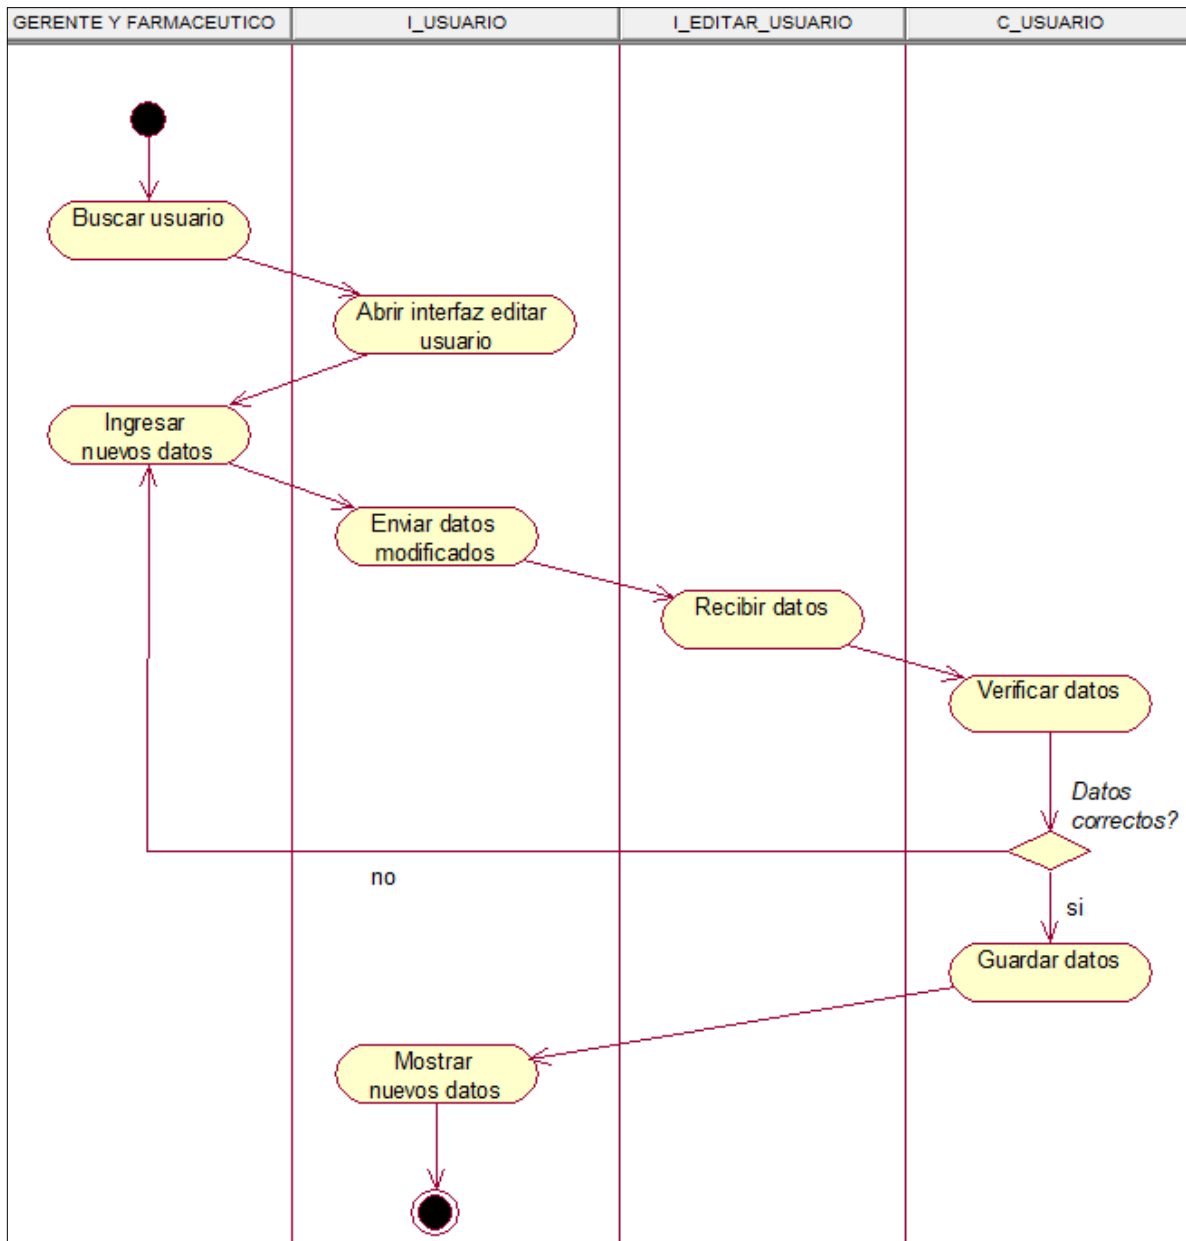 GERENTE Y FARMACEUTICO
I_USUARIO
I_EDITAR_USUARIO
C_USUARIO
Buscar usuario
Abrir interfaz editar
usuario
Ingresar
nuevos datos
Enviar datos
modificados
Recibir datos
Verificar datos
Datos
correctos?
no
si
Guardar datos
Mostrar
nuevos datos